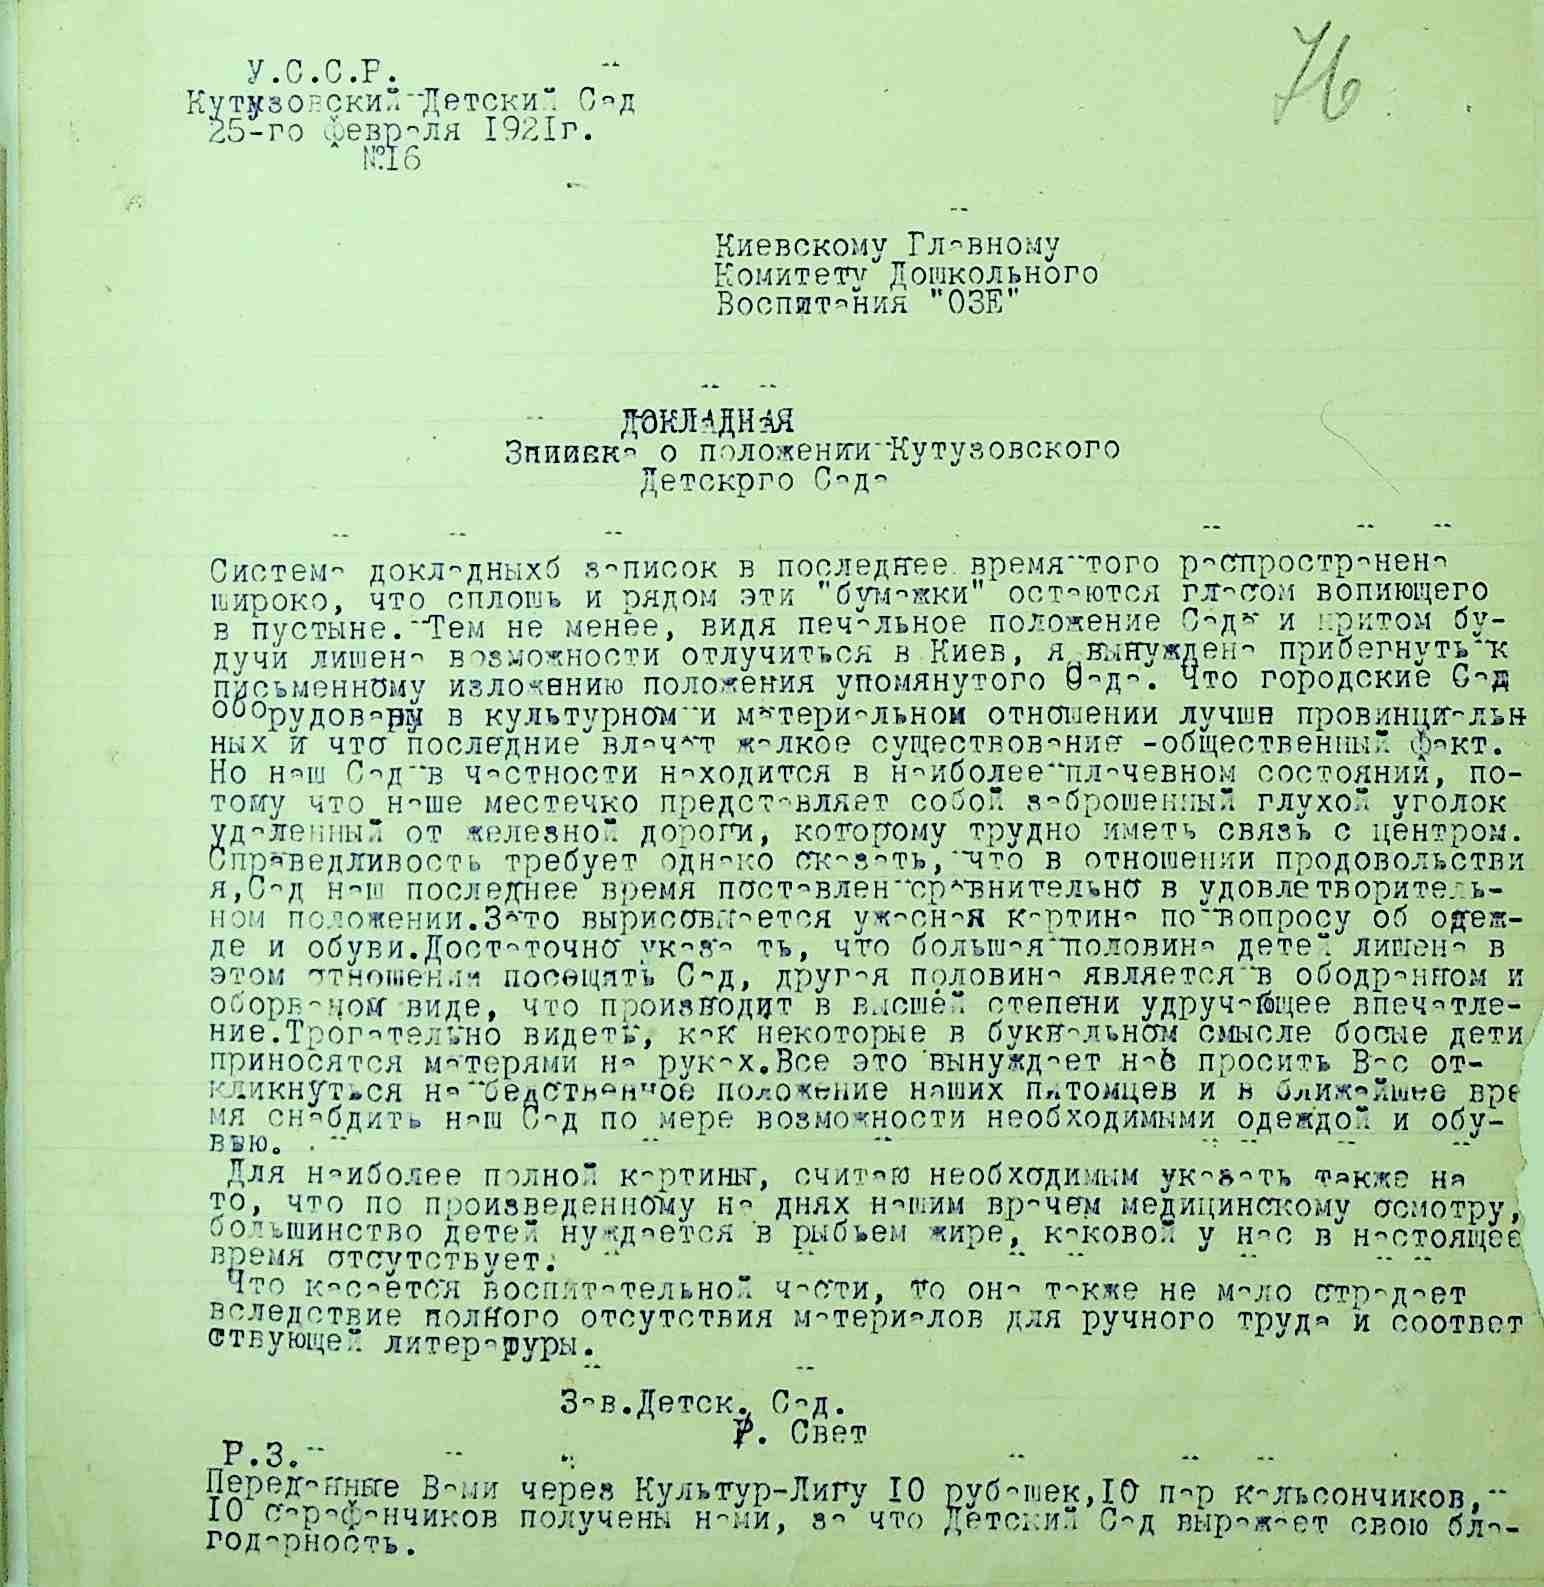 76
У.С.С.Р.
Кутузовский Детский Сад
25-го февраля 1921г.
№.16
Киевскому Главному
Комитету Дошкольного
Воспитания "ОЗЕ"
ДОКЛАДНАЯ
Зпиивка о положении Кутузовского
Детскрго Сада
Система докладныхб записок в последнее время того распространена
широко, что сплошь и рядом эти "бумажки" остаются гласом вопиющего
в пустыне. Тем не менее, видя печальное положение Сада и притом бу-
дучи лишена возможности отлучиться в Киев, я вынуждена прибегнуть к
письменному изложению положения упомянутого Сада. Что городские Сад
оборудованы в культурном и материальном отношении лучше провинциальн
ных и что последние влачат жалкое существование -общественный факт.
Но наш Сад в частности находится в наиболее плачевном состоянии, по-
тому что наше местечко представляет собой заброшенный глухой уголок
удаленный от железной дороги, которому трудно иметь связь с центром.
Справедливость требует однако сказать, что в отношении продовольстви
я,Сад наш последнее время поставлен сравнительно в удовлетворитель-
ном положении.Зато вырисовывается ужасная картина по вопросу об одеж-
де и обуви.Достаточно указа ть, что большая половина детей лишена в
этом отношении посещять Сад, другая половина является в ободранном и
оборваном виде, что производит в высшей степени удручающее впечатле-
ние.Трогательно видеть, как некоторые в буквальном смысле босые дети
приносятся матерями на руках.Все это вынуждает нас просить Вас от-
кликнуться на бедственное положение наших питомцев и в ближайшее вре
мя снабдить наш Сад по мере возможности необходимыми одеждой и обу-
вью.
Для наиболее полной картины, считаю необходимым указать также на
то, что по произведенному на днях нашим врачем медицинскому осмотру,
большинство детей нуждается в рыбьем жире, каковой у нас в настоящее
время отсутствует.
Что касается воспитательной части, то она также не мало страдает
вследствие полного отсутствия материалов для ручного труда и соответ
ствующей литературы.
Зав.Детск. Сад.
Р. Свет
Р.З.
Переданные Вами через Культур-Лигу 10 рубашек,10 пар кальсончиков,
10 сарафанчиков получены нами, за что Детский Сад выражает свою бла-
годарность.